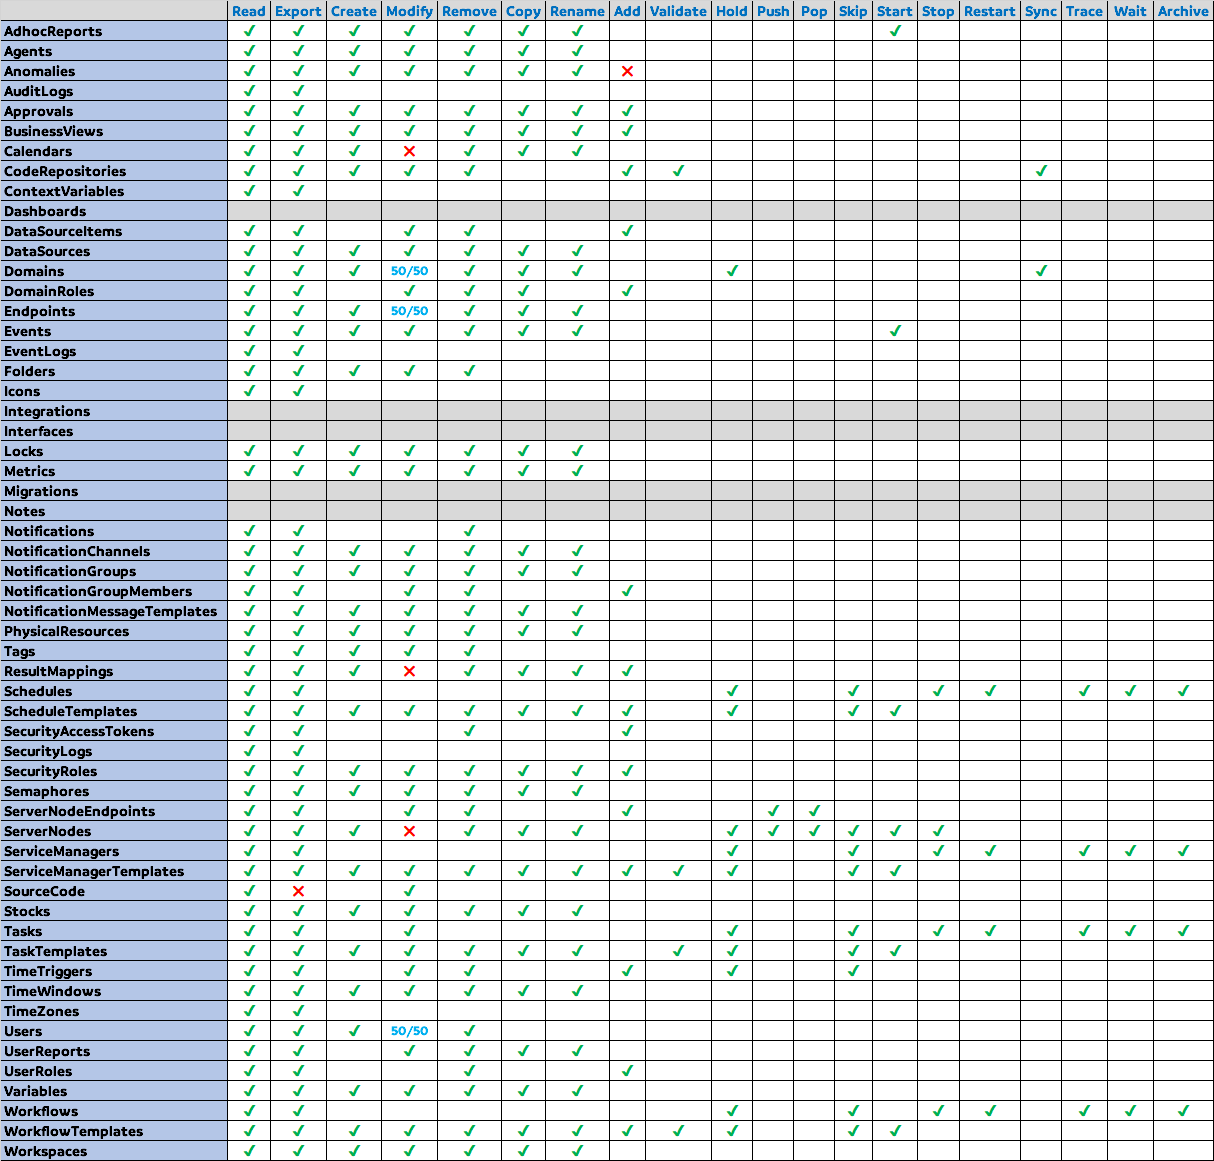 Read Export Create Modify Remove Copy Rename Add Validate Hold Push Pop Skip Start Stop Restart Sync Trace Wait Archive
AdhocReports ✓ ✓ ✓ ✓ ✓ ✓ ✓ ✓
Agents ✓ ✓ ✓ ✓ ✓ ✓ ✓
Anomalies ✓ ✓ ✓ ✓ ✓ ✓ ✓ ✕
AuditLogs ✓ ✓
Approvals ✓ ✓ ✓ ✓ ✓ ✓ ✓ ✓
BusinessViews ✓ ✓ ✓ ✓ ✓ ✓ ✓ ✓
Calendars ✓ ✓ ✓ ✕ ✓ ✓ ✓
CodeRepositories ✓ ✓ ✓ ✓ ✓ ✓ ✓ ✓
ContextVariables ✓ ✓
Dashboards
DataSourceItems ✓ ✓ ✓ ✓ ✓
DataSources ✓ ✓ ✓ ✓ ✓ ✓ ✓
Domains ✓ ✓ ✓ 50/50 ✓ ✓ ✓ ✓ ✓
DomainRoles ✓ ✓ ✓ ✓ ✓ ✓
Endpoints ✓ ✓ ✓ 50/50 ✓ ✓ ✓
Events ✓ ✓ ✓ ✓ ✓ ✓ ✓ ✓
EventLogs ✓ ✓
Folders ✓ ✓ ✓ ✓ ✓
Icons ✓ ✓
Integrations
Interfaces
Locks ✓ ✓ ✓ ✓ ✓ ✓ ✓
Metrics ✓ ✓ ✓ ✓ ✓ ✓ ✓
Migrations
Notes
Notifications ✓ ✓ ✓
NotificationChannels ✓ ✓ ✓ ✓ ✓ ✓ ✓
NotificationGroups ✓ ✓ ✓ ✓ ✓ ✓ ✓
NotificationGroupMembers ✓ ✓ ✓ ✓ ✓
NotificationMessageTemplates ✓ ✓ ✓ ✓ ✓ ✓ ✓
PhysicalResources ✓ ✓ ✓ ✓ ✓ ✓ ✓
Tags ✓ ✓ ✓ ✓ ✓
ResultMappings ✓ ✓ ✓ ✕ ✓ ✓ ✓ ✓
Schedules ✓ ✓ ✓ ✓ ✓ ✓ ✓ ✓ ✓
ScheduleTemplates ✓ ✓ ✓ ✓ ✓ ✓ ✓ ✓ ✓ ✓ ✓
SecurityAccessTokens ✓ ✓ ✓ ✓
SecurityLogs ✓ ✓
SecurityRoles ✓ ✓ ✓ ✓ ✓ ✓ ✓ ✓
Semaphores ✓ ✓ ✓ ✓ ✓ ✓ ✓
ServerNodeEndpoints ✓ ✓ ✓ ✓ ✓ ✓ ✓
ServerNodes ✓ ✓ ✓ ✕ ✓ ✓ ✓ ✓ ✓ ✓ ✓ ✓ ✓
ServiceManagers ✓ ✓ ✓ ✓ ✓ ✓ ✓ ✓ ✓
ServiceManagerTemplates ✓ ✓ ✓ ✓ ✓ ✓ ✓ ✓ ✓ ✓ ✓ ✓
SourceCode ✓ ✕ ✓
Stocks ✓ ✓ ✓ ✓ ✓ ✓ ✓
Tasks ✓ ✓ ✓ ✓ ✓ ✓ ✓ ✓ ✓ ✓
TaskTemplates ✓ ✓ ✓ ✓ ✓ ✓ ✓ ✓ ✓ ✓ ✓
TimeTriggers ✓ ✓ ✓ ✓ ✓ ✓ ✓
TimeWindows ✓ ✓ ✓ ✓ ✓ ✓ ✓
TimeZones ✓ ✓
Users ✓ ✓ ✓ 50/50 ✓
UserReports ✓ ✓ ✓ ✓ ✓ ✓
UserRoles ✓ ✓ ✓ ✓
Variables ✓ ✓ ✓ ✓ ✓ ✓ ✓
Workflows ✓ ✓ ✓ ✓ ✓ ✓ ✓ ✓ ✓
WorkflowTemplates ✓ ✓ ✓ ✓ ✓ ✓ ✓ ✓ ✓ ✓ ✓ ✓
Workspaces ✓ ✓ ✓ ✓ ✓ ✓ ✓